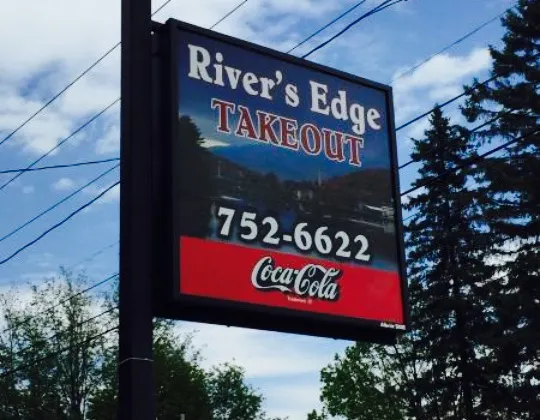 River's Edge
TAKEOUT
752-6622
Coca-Cola